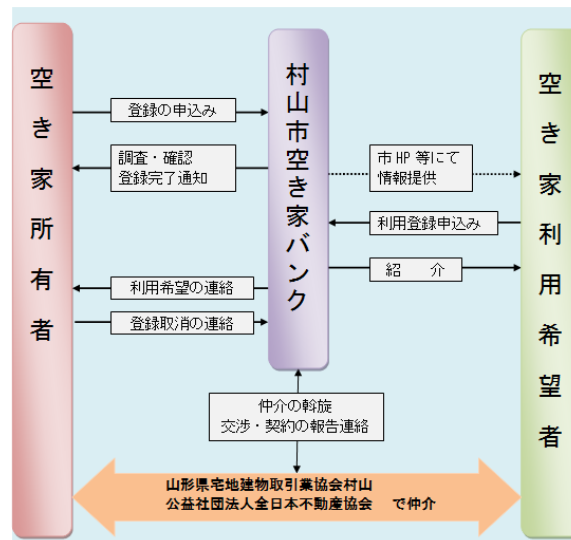 空き家所有者
村山市空き家バンク
空き家利用希望者
登録の申込み
調査・確認
登録完了通知
市HP等にて
情報提供
利用登録申込み
紹　介
利用希望の連絡
登録取消の連絡
仲介の斡旋
交渉・契約の報告連絡
山形県宅地建物取引業協会村山
公益社団法人全日本不動産協会　で仲介